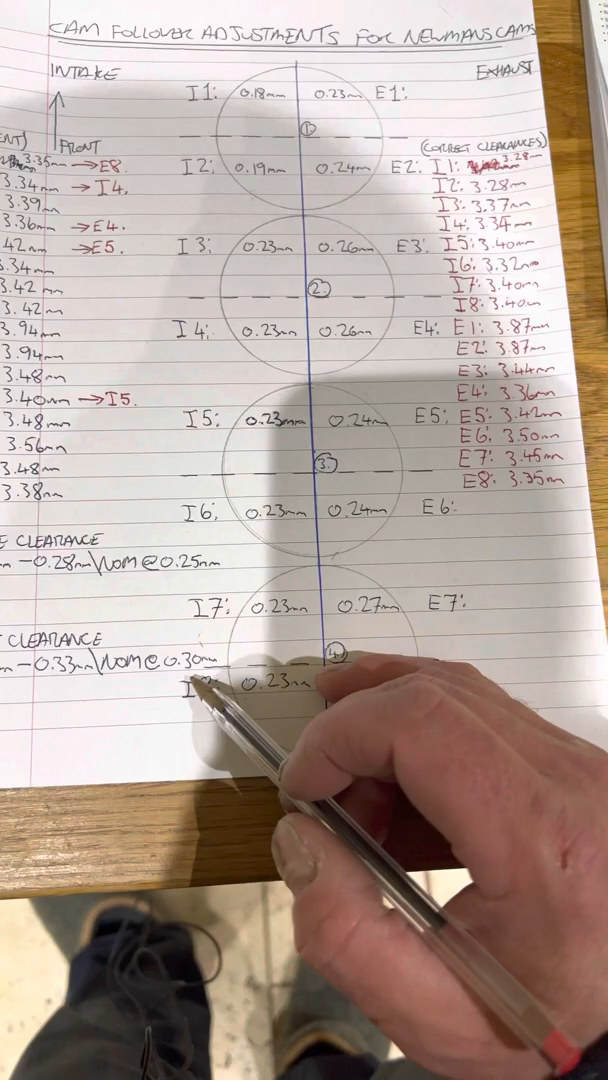 CAM FOLLOWER ADJUSTMENTS FOR NEWMANS CAMS
INTAKE
EXHAUST
FRONT
I1: 0.18mm 0.23mm E1:
①
I2: 0.19mm 0.24mm E2:
I3: 0.23mm 0.26mm E3:
②
I4: 0.23mm 0.26mm E4:
I5: 0.23mm 0.24mm E5:
③
I6: 0.23mm 0.24mm E6:
I7: 0.23mm 0.27mm E7:
④
0.23mm
(CORRECT CLEARANCES)
I1: 3.28mm
I2: 3.28mm
I3: 3.37mm
I4: 3.34mm
I5: 3.40mm
I6: 3.32mm
I7: 3.40mm
I8: 3.40mm
E1: 3.87mm
E2: 3.87mm
E3: 3.44mm
E4: 3.36mm
E5: 3.42mm
E6: 3.50mm
E7: 3.45mm
E8: 3.35mm
3.35mm → E8.
3.34mm → I4.
3.39mm
3.36mm → E4.
42mm → E5.
.34mm
.42mm
3.42mm
3.94mm
3.94mm
3.48mm
3.40mm → I5.
3.48mm
3.56mm
3.48mm
3.38mm
CLEARANCE
-0.28mm\NOM @ 0.25mm
CLEARANCE
-0.33mm\NOM @ 0.30mm